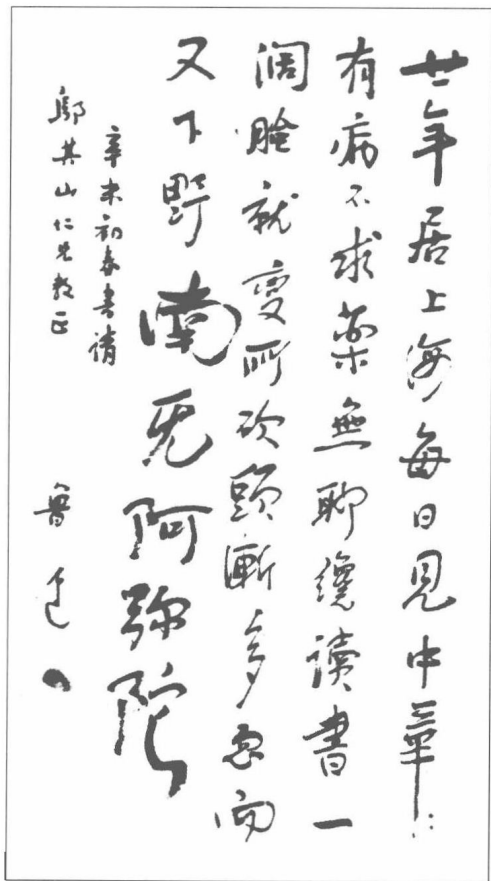 廿年居上海每日見中華
有病不求藥無聊纔讀書一
闊臉就變所砍頭漸多忽而
又下野南无阿弥陀
辛未初春書請
鄔其山仁兄教正
魯迅